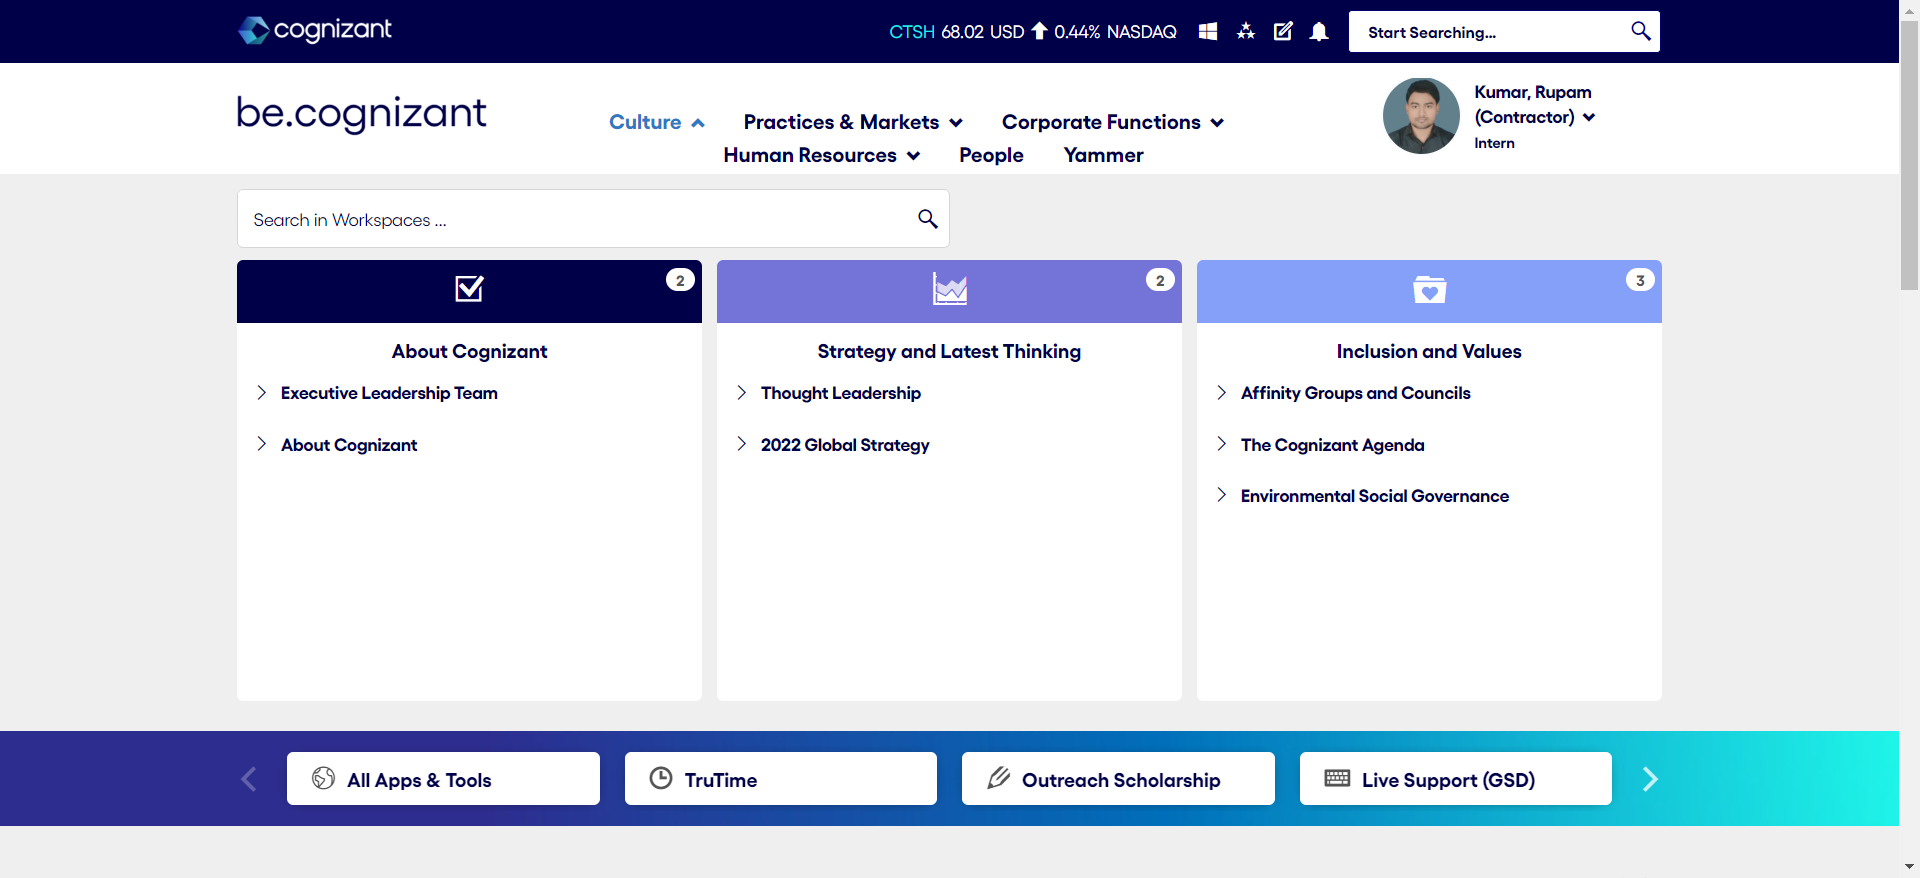 cognizant
CTSH 68.02 USD 0.44% NASDAQ
Start Searching...
be.cognizant
Culture
Practices & Markets
Corporate Functions
Human Resources
People
Yammer
Kumar, Rupam
(Contractor)
Intern
Search in Workspaces ...
2
About Cognizant
Executive Leadership Team
About Cognizant
2
Strategy and Latest Thinking
Thought Leadership
2022 Global Strategy
3
Inclusion and Values
Affinity Groups and Councils
The Cognizant Agenda
Environmental Social Governance
All Apps & Tools
TruTime
Outreach Scholarship
Live Support (GSD)